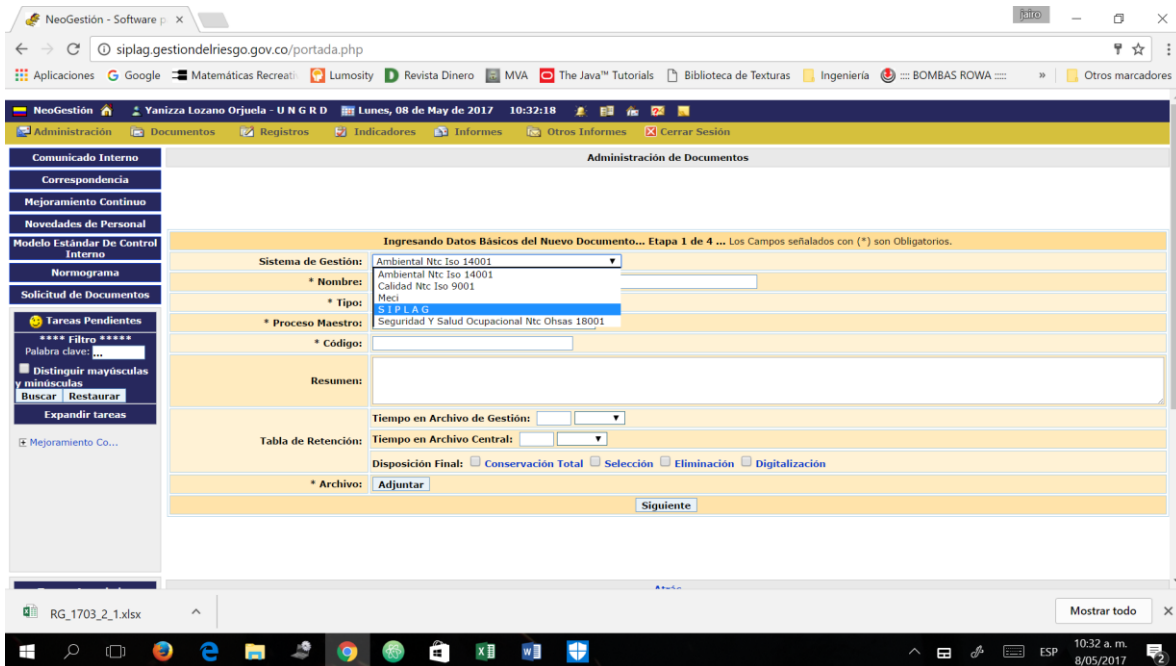 NeoGestión - Software p
jairo
siplag.gestiondelriesgo.gov.co/portada.php
Aplicaciones Google Matemáticas Recreati Lumosity Revista Dinero MVA The Java™ Tutorials Biblioteca de Texturas Ingeniería ::: BOMBAS ROWA :::: » Otros marcadores
NeoGestión Yanizza Lozano Orjuela - U N G R D Lunes, 08 de May de 2017 10:32:18
Administración Documentos Registros Indicadores Informes Otros Informes Cerrar Sesión
Comunicado Interno
Correspondencia
Mejoramiento Continuo
Novedades de Personal
Modelo Estándar De Control
Interno
Normograma
Solicitud de Documentos
Tareas Pendientes
**** Filtro *****
Palabra clave: ...
Distinguir mayúsculas
y minúsculas
Buscar Restaurar
Expandir tareas
Mejoramiento Co...
Administración de Documentos
Ingresando Datos Básicos del Nuevo Documento... Etapa 1 de 4 ... Los Campos señalados con (*) son Obligatorios.
Sistema de Gestión: Ambiental Ntc Iso 14001
Ambiental Ntc Iso 14001
Calidad Ntc Iso 9001
Meci
S I P L A G
Seguridad Y Salud Ocupacional Ntc Ohsas 18001
* Nombre:
* Tipo:
* Proceso Maestro:
* Código:
Resumen:
Tabla de Retención:
Tiempo en Archivo de Gestión:
Tiempo en Archivo Central:
Disposición Final: Conservación Total Selección Eliminación Digitalización
* Archivo: Adjuntar
Siguiente
RG_1703_2_1.xlsx
Mostrar todo
ESP
10:32 a. m.
8/05/2017